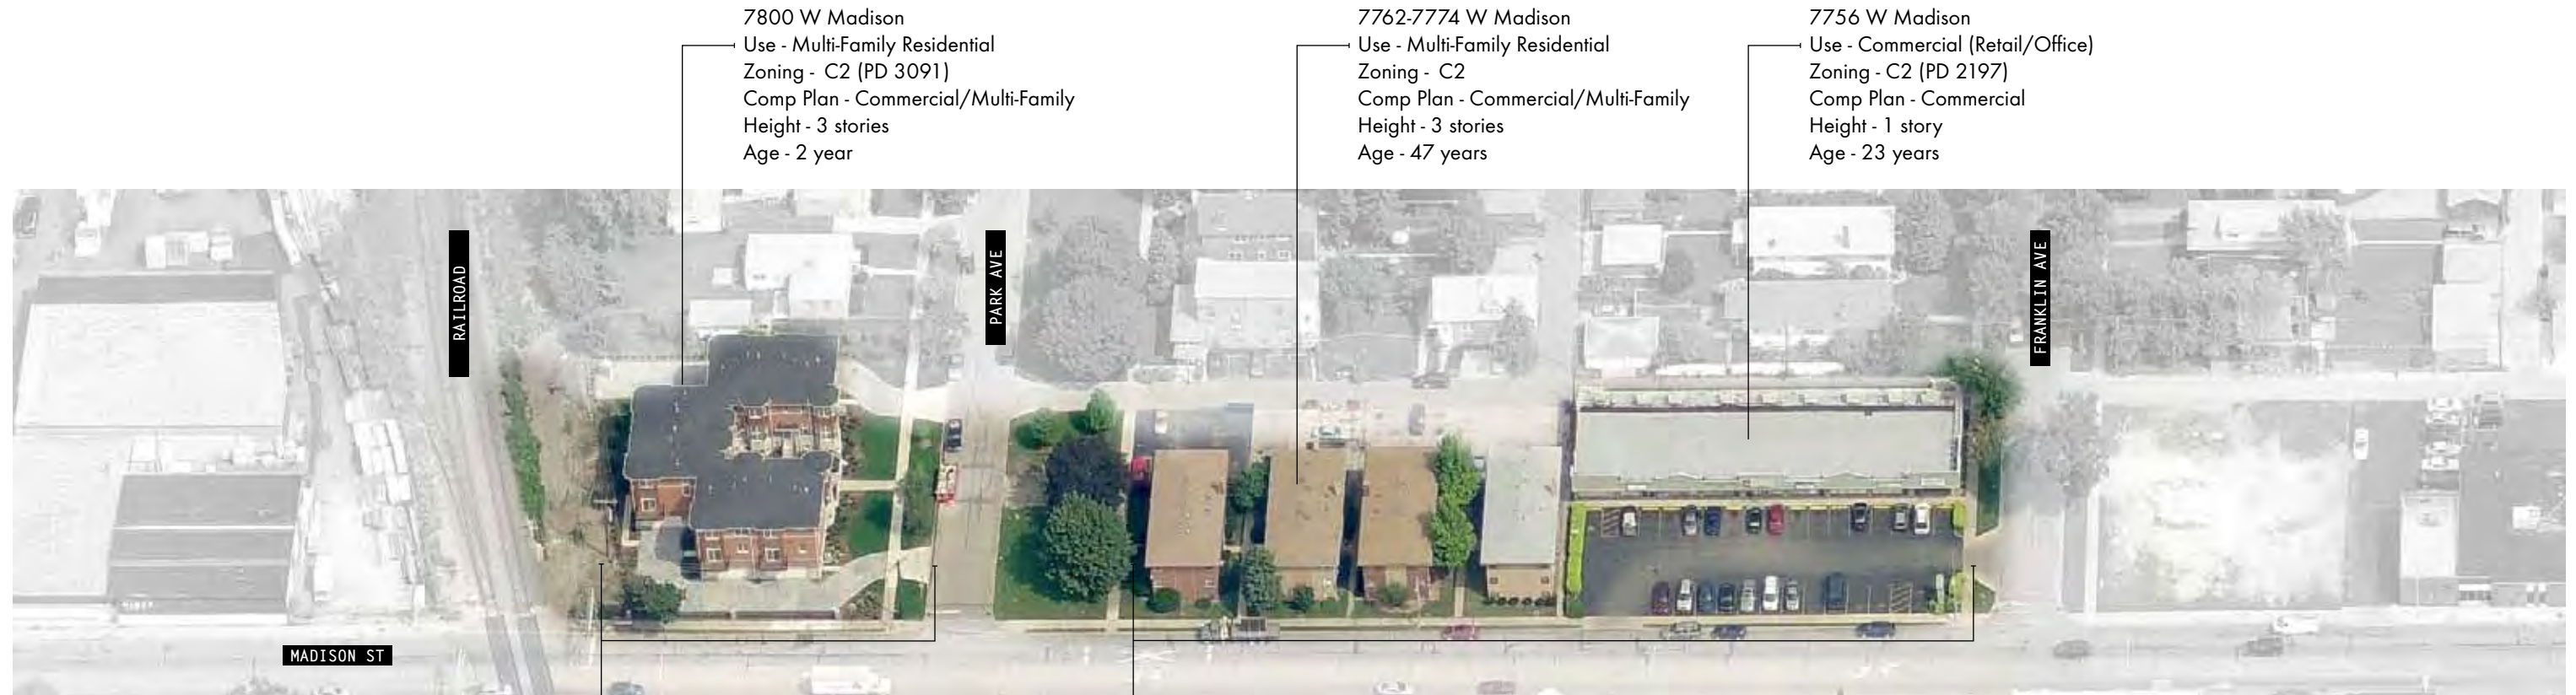 7800 W Madison
Use - Multi-Family Residential
Zoning - C2 (PD 3091)
Comp Plan - Commercial/Multi-Family
Height - 3 stories
Age - 2 year
7762-7774 W Madison
Use - Multi-Family Residential
Zoning - C2
Comp Plan - Commercial/Multi-Family
Height - 3 stories
Age - 47 years
7756 W Madison
Use - Commercial (Retail/Office)
Zoning - C2 (PD 2197)
Comp Plan - Commercial
Height - 1 story
Age - 23 years
RAILROAD
PARK AVE
FRANKLIN AVE
MADISON ST